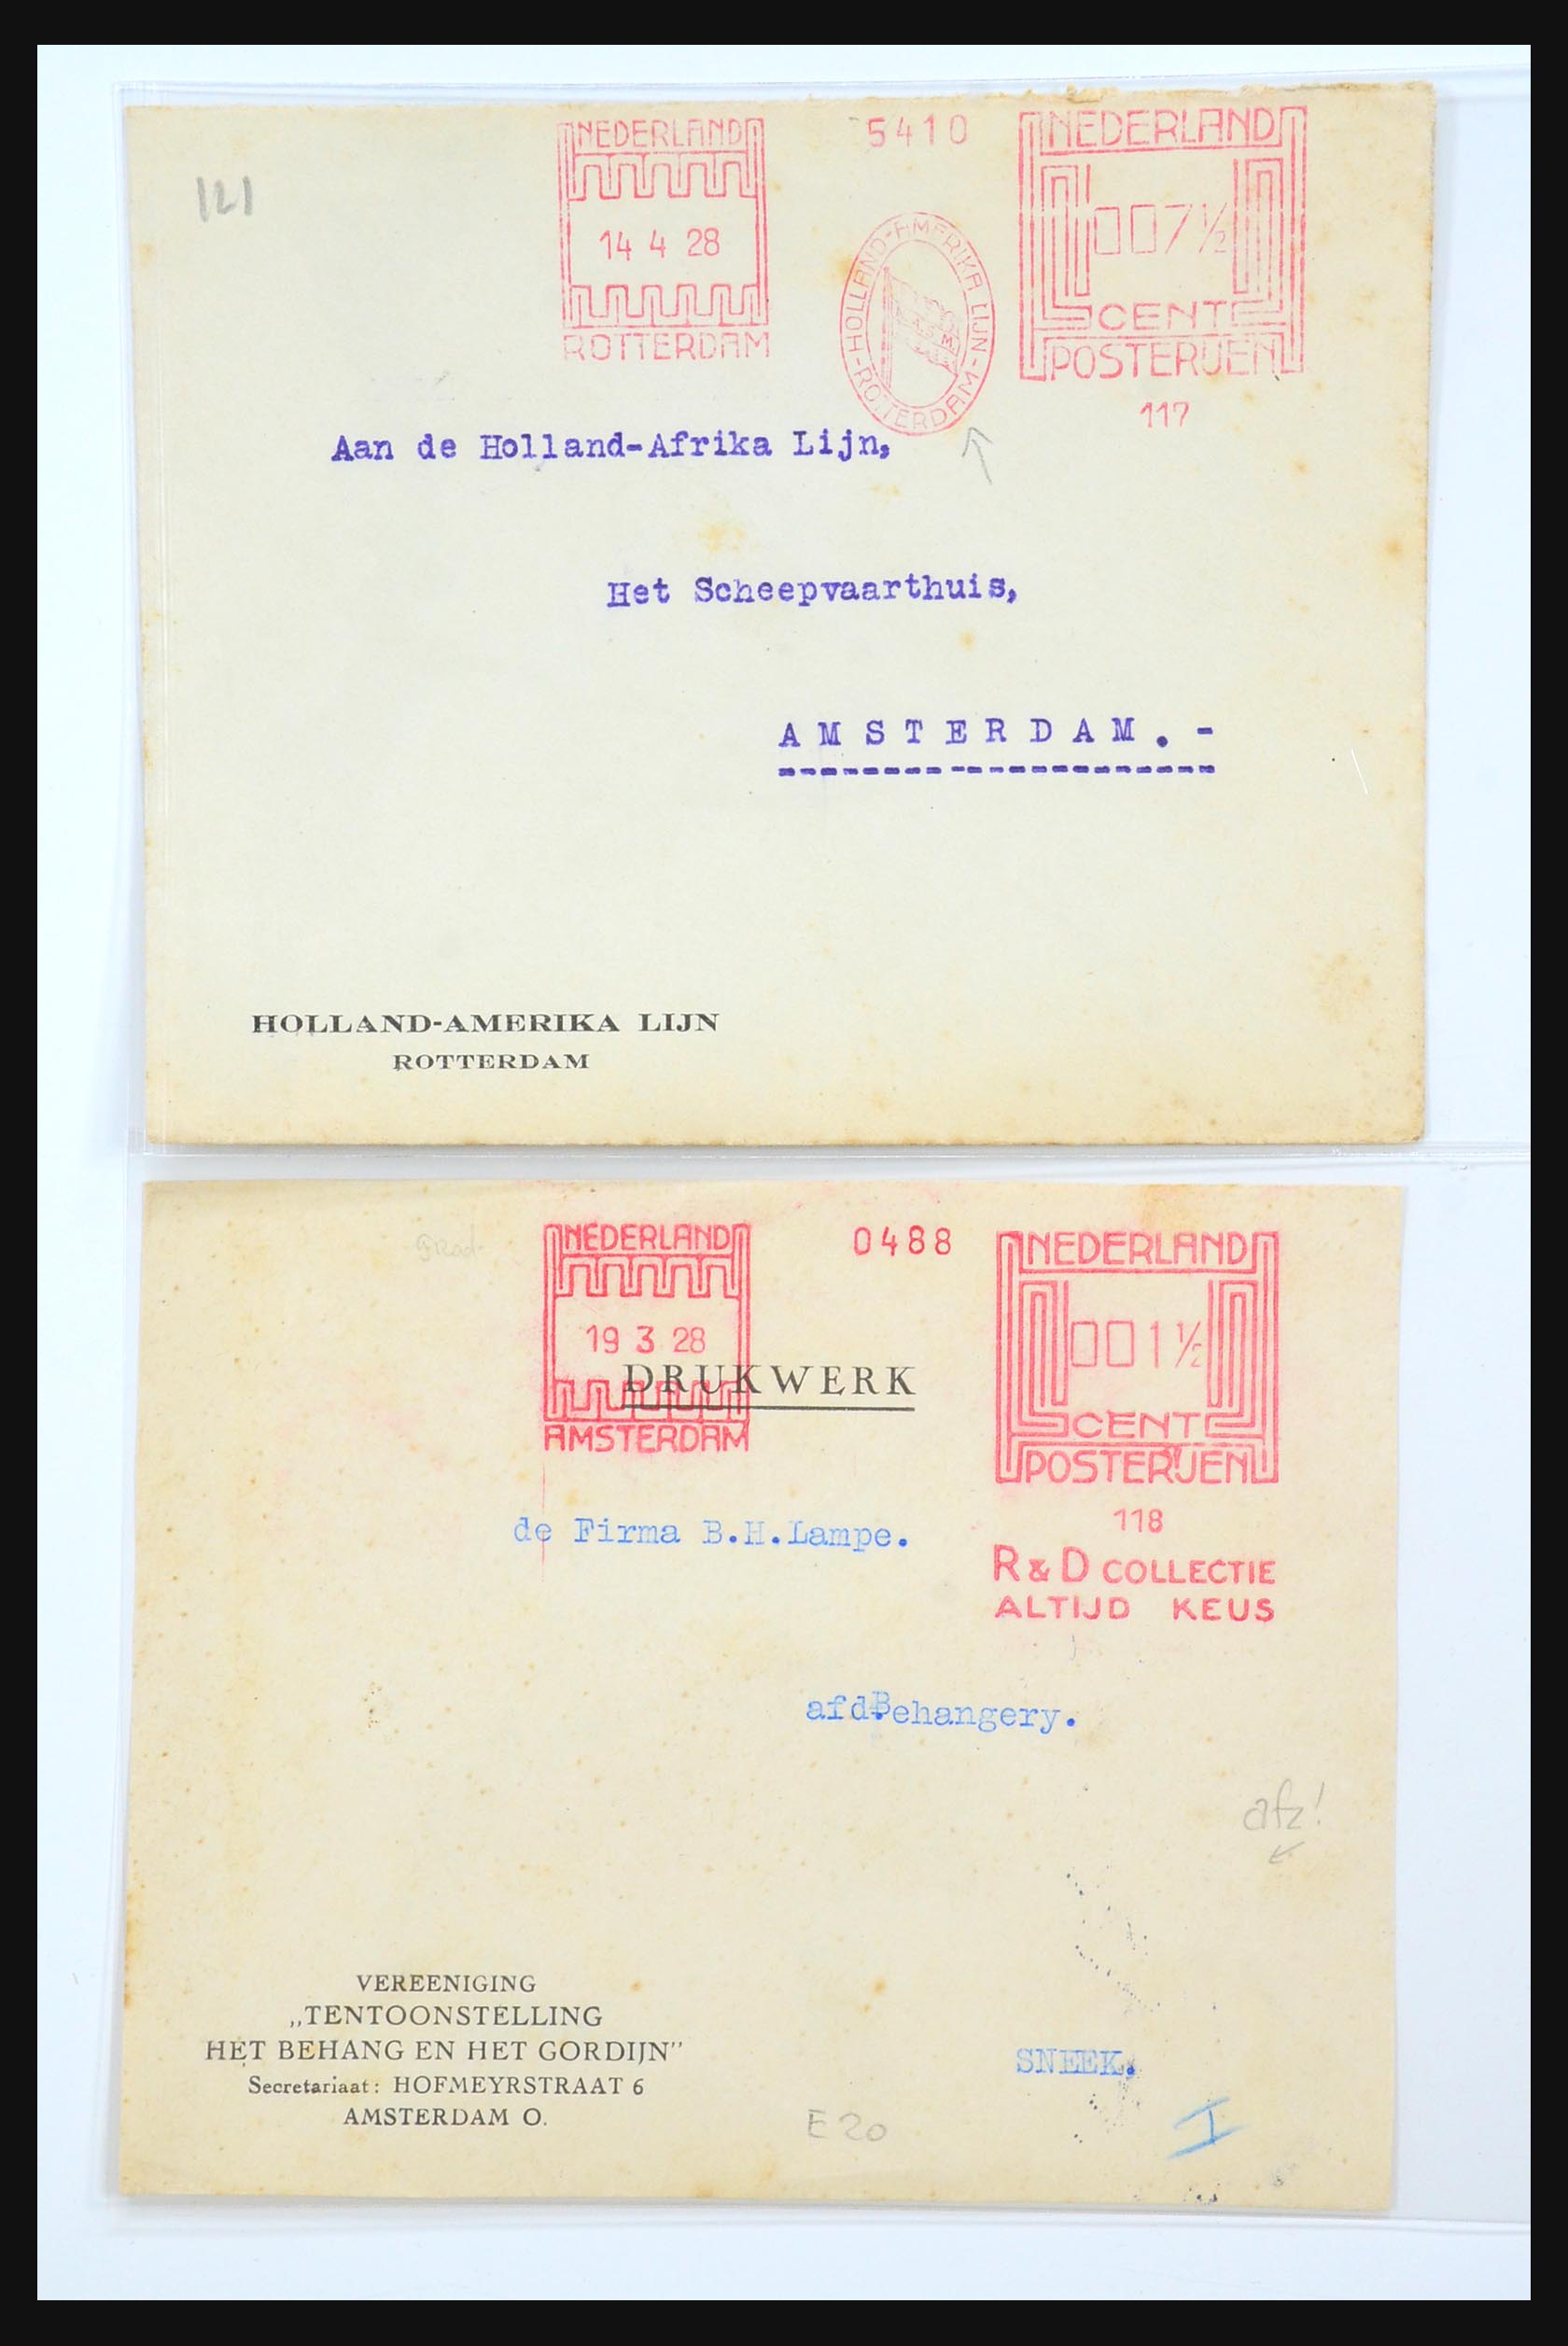 121
NEDERLAND
14 4 28
ROTTERDAM
5410
HOLLAND-AMERIKA LIJN
-ROTTERDAM-
NEDERLAND
007½
CENT
POSTERIJEN
117
Aan de Holland-Afrika Lijn,
Het Scheepvaarthuis,
AMSTERDAM.-
HOLLAND-AMERIKA LIJN
ROTTERDAM
NEDERLAND
19 3 28
AMSTERDAM
0488
NEDERLAND
001½
CENT
POSTERIJEN
118
R & D COLLECTIE
ALTIJD KEUS
DRUKWERK
de Firma B.H.Lampe.
afd.Behangery.
afz!
SNEEK.
I
VEREENIGING
„TENTOONSTELLING
HET BEHANG EN HET GORDIJN”
Secretariaat: HOFMEYRSTRAAT 6
AMSTERDAM O.
E 20